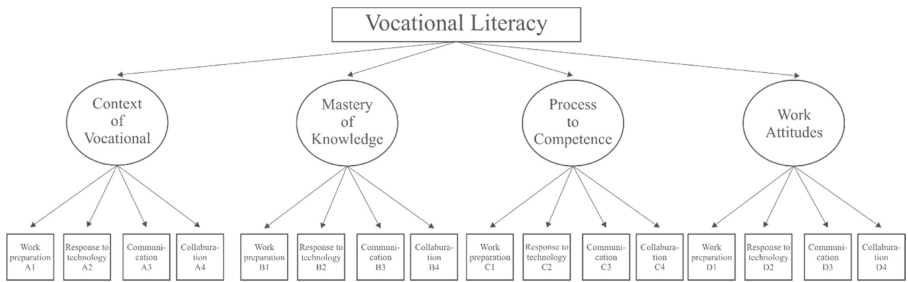 Vocational Literacy
Context
of
Vocational
Mastery
of
Knowledge
Process
to
Competence
Work
Attitudes
Work
preparation
A1
Response to
technology
A2
Communi-
cation
A3
Collabura-
tion
A4
Work
preparation
B1
Response to
technology
B2
Communi-
cation
B3
Collabura-
tion
B4
Work
preparation
C1
Response to
technology
C2
Communi-
cation
C3
Collabura-
tion
C4
Work
preparation
D1
Response to
technology
D2
Communi-
cation
D3
Collabura-
tion
D4